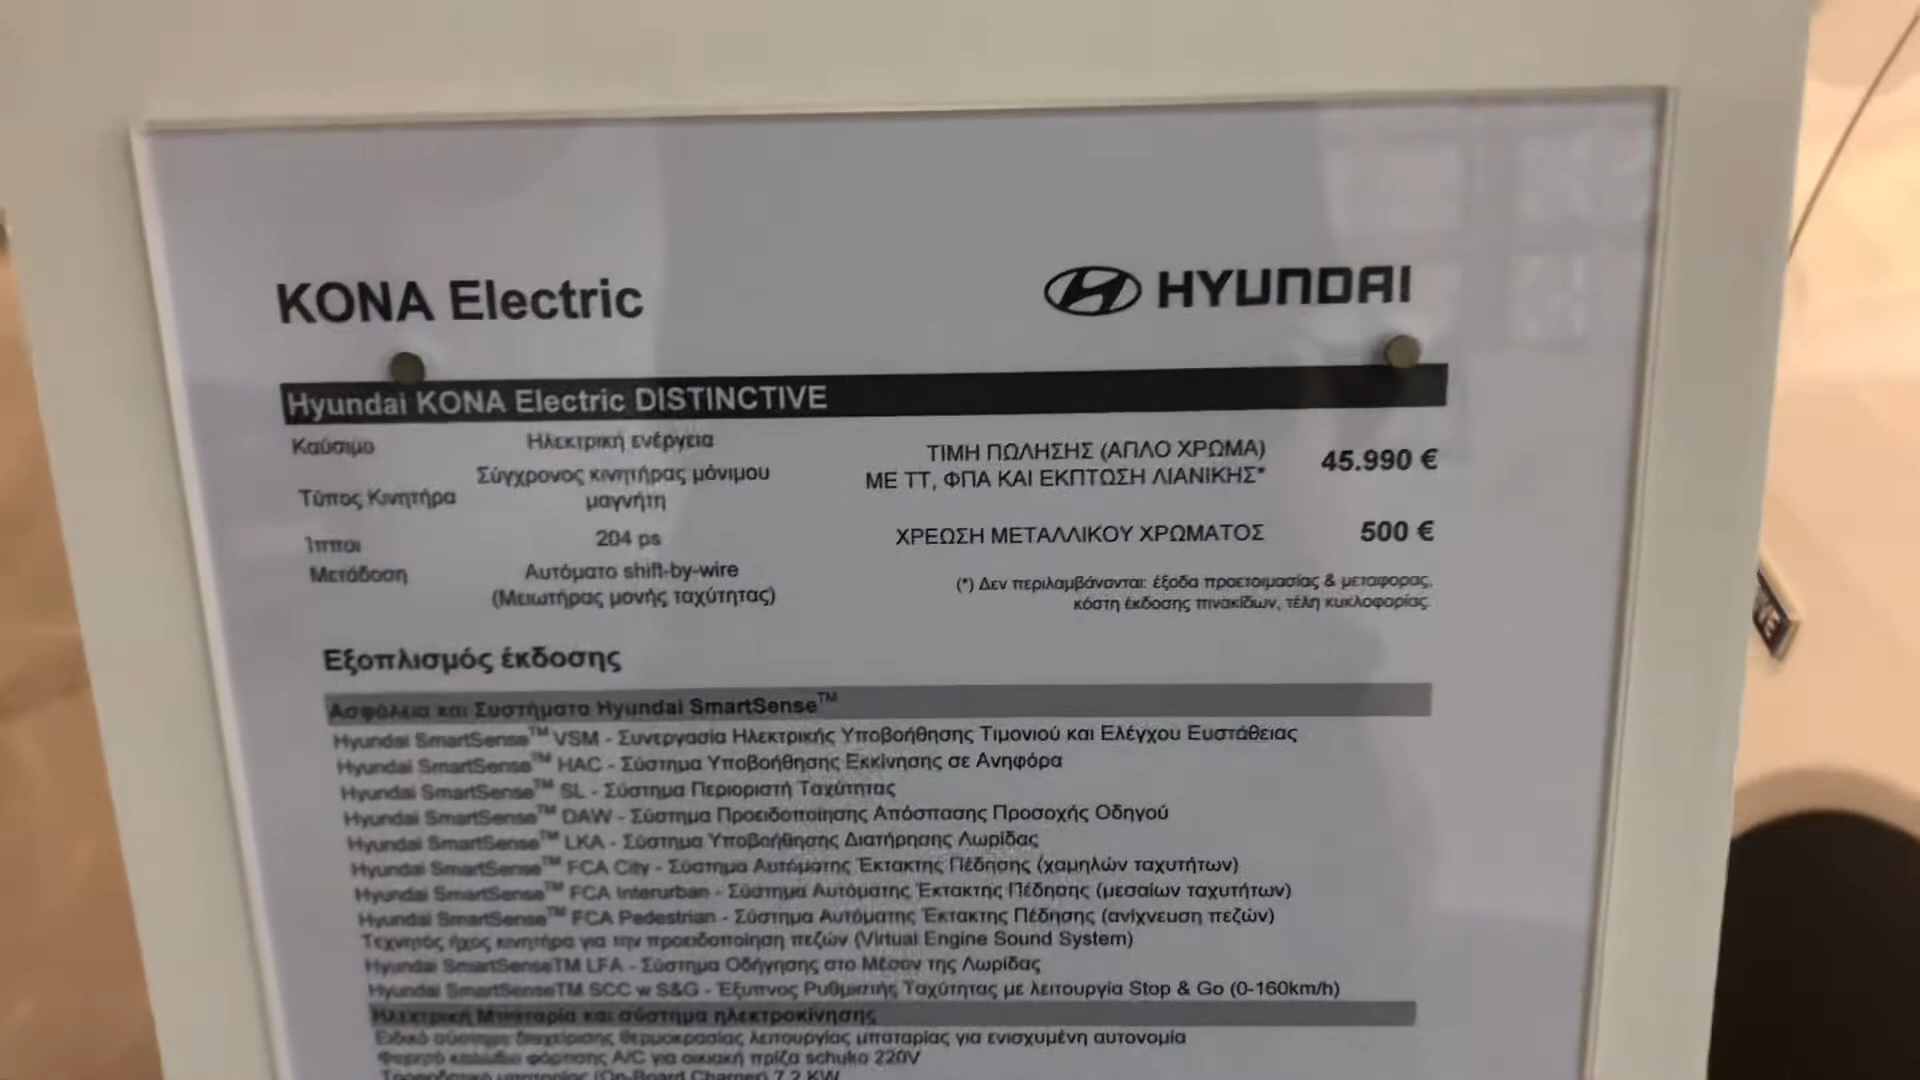 KONA Electric
HYUNDAI
Hyundai KONA Electric DISTINCTIVE
Καύσιμο Ηλεκτρική ενέργεια
Τύπος Κινητήρα Σύγχρονος κινητήρας μόνιμου
μαγνήτη
Ίπποι 204 ps
Μετάδοση Αυτόματο shift-by-wire
(Μειωτήρας μονής ταχύτητας)
ΤΙΜΗ ΠΩΛΗΣΗΣ (ΑΠΛΟ ΧΡΩΜΑ)
ΜΕ ΤΤ, ΦΠΑ ΚΑΙ ΕΚΠΤΩΣΗ ΛΙΑΝΙΚΗΣ* 45.990 €
ΧΡΕΩΣΗ ΜΕΤΑΛΛΙΚΟΥ ΧΡΩΜΑΤΟΣ 500 €
(*) Δεν περιλαμβάνονται: έξοδα προετοιμασίας & μεταφορας,
κόστη έκδοσης πινακίδων, τέλη κυκλοφορίας.
Εξοπλισμός έκδοσης
Ασφάλεια και Συστήματα Hyundai SmartSense™
Hyundai SmartSense™ VSM - Συνεργασία Ηλεκτρικής Υποβοήθησης Τιμονιού και Ελέγχου Ευστάθειας
Hyundai SmartSense™ HAC - Σύστημα Υποβοήθησης Εκκίνησης σε Ανηφόρα
Hyundai SmartSense™ SL - Σύστημα Περιοριστή Ταχύτητας
Hyundai SmartSense™ DAW - Σύστημα Προειδοποίησης Απόσπασης Προσοχής Οδηγού
Hyundai SmartSense™ LKA - Σύστημα Υποβοήθησης Διατήρησης Λωρίδας
Hyundai SmartSense™ FCA City - Σύστημα Αυτόματης Έκτακτης Πέδησης (χαμηλών ταχυτήτων)
Hyundai SmartSense™ FCA Interurban - Σύστημα Αυτόματης Έκτακτης Πέδησης (μεσαίων ταχυτήτων)
Hyundai SmartSense™ FCA Pedestrian - Σύστημα Αυτόματης Έκτακτης Πέδησης (ανίχνευση πεζών)
Τεχνητός ήχος κινητήρα για την προειδοποίηση πεζών (Virtual Engine Sound System)
Hyundai SmartSenseTM LFA - Σύστημα Οδήγησης στο Μέσον της Λωρίδας
Hyundai SmartSenseTM SCC w S&G - Έξυπνος Ρυθμιστής Ταχύτητας με λειτουργία Stop & Go (0-160km/h)
Ηλεκτρική Μπαταρία και σύστημα ηλεκτροκίνησης
Ειδικό σύστημα διαχείρισης θερμοκρασίας λειτουργίας μπαταρίας για ενισχυμένη αυτονομία
Φορητό καλώδιο φόρτισης A/C για οικιακή πρίζα schuko 220V
(On-Board Charger) 7,2 KW